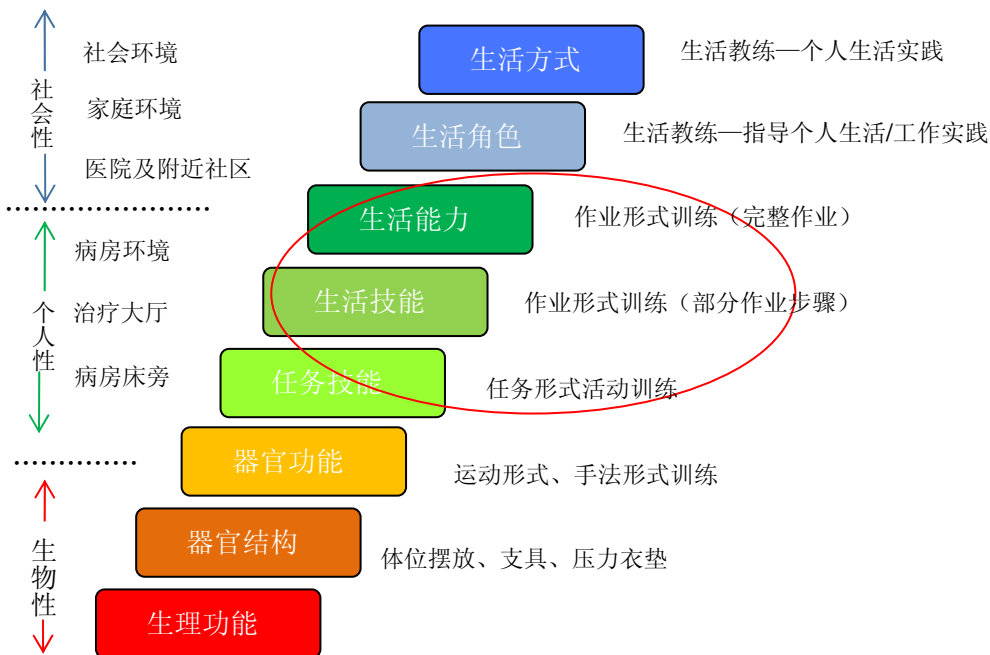 社会环境
生活方式
生活教练—个人生活实践
社会性
家庭环境
生活角色
生活教练—指导个人生活/工作实践
医院及附近社区
生活能力
作业形式训练（完整作业）
病房环境
个人性
治疗大厅
生活技能
作业形式训练（部分作业步骤）
病房床旁
任务技能
任务形式活动训练
器官功能
运动形式、手法形式训练
生物性
器官结构
体位摆放、支具、压力衣垫
生理功能